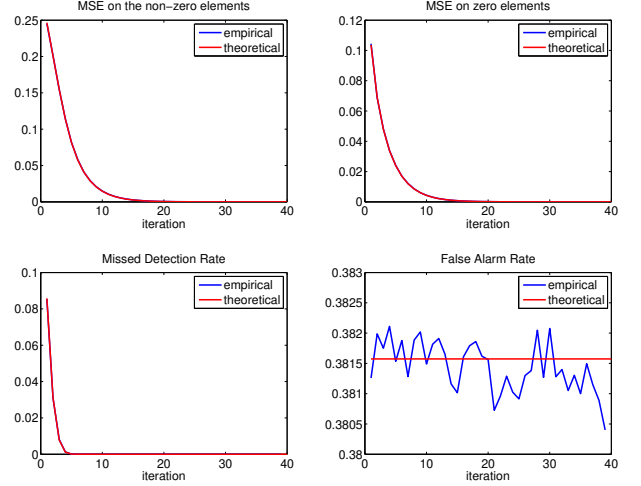 MSE on the non-zero elements
0.25
0.2
0.15
0.1
0.05
0
0 10 20 30 40
iteration
empirical
theoretical
MSE on zero elements
0.12
0.1
0.08
0.06
0.04
0.02
0
0 10 20 30 40
iteration
empirical
theoretical
Missed Detection Rate
0.1
0.08
0.06
0.04
0.02
0
0 10 20 30 40
iteration
empirical
theoretical
False Alarm Rate
0.383
0.3825
0.382
0.3815
0.381
0.3805
0.38
0 10 20 30 40
iteration
empirical
theoretical